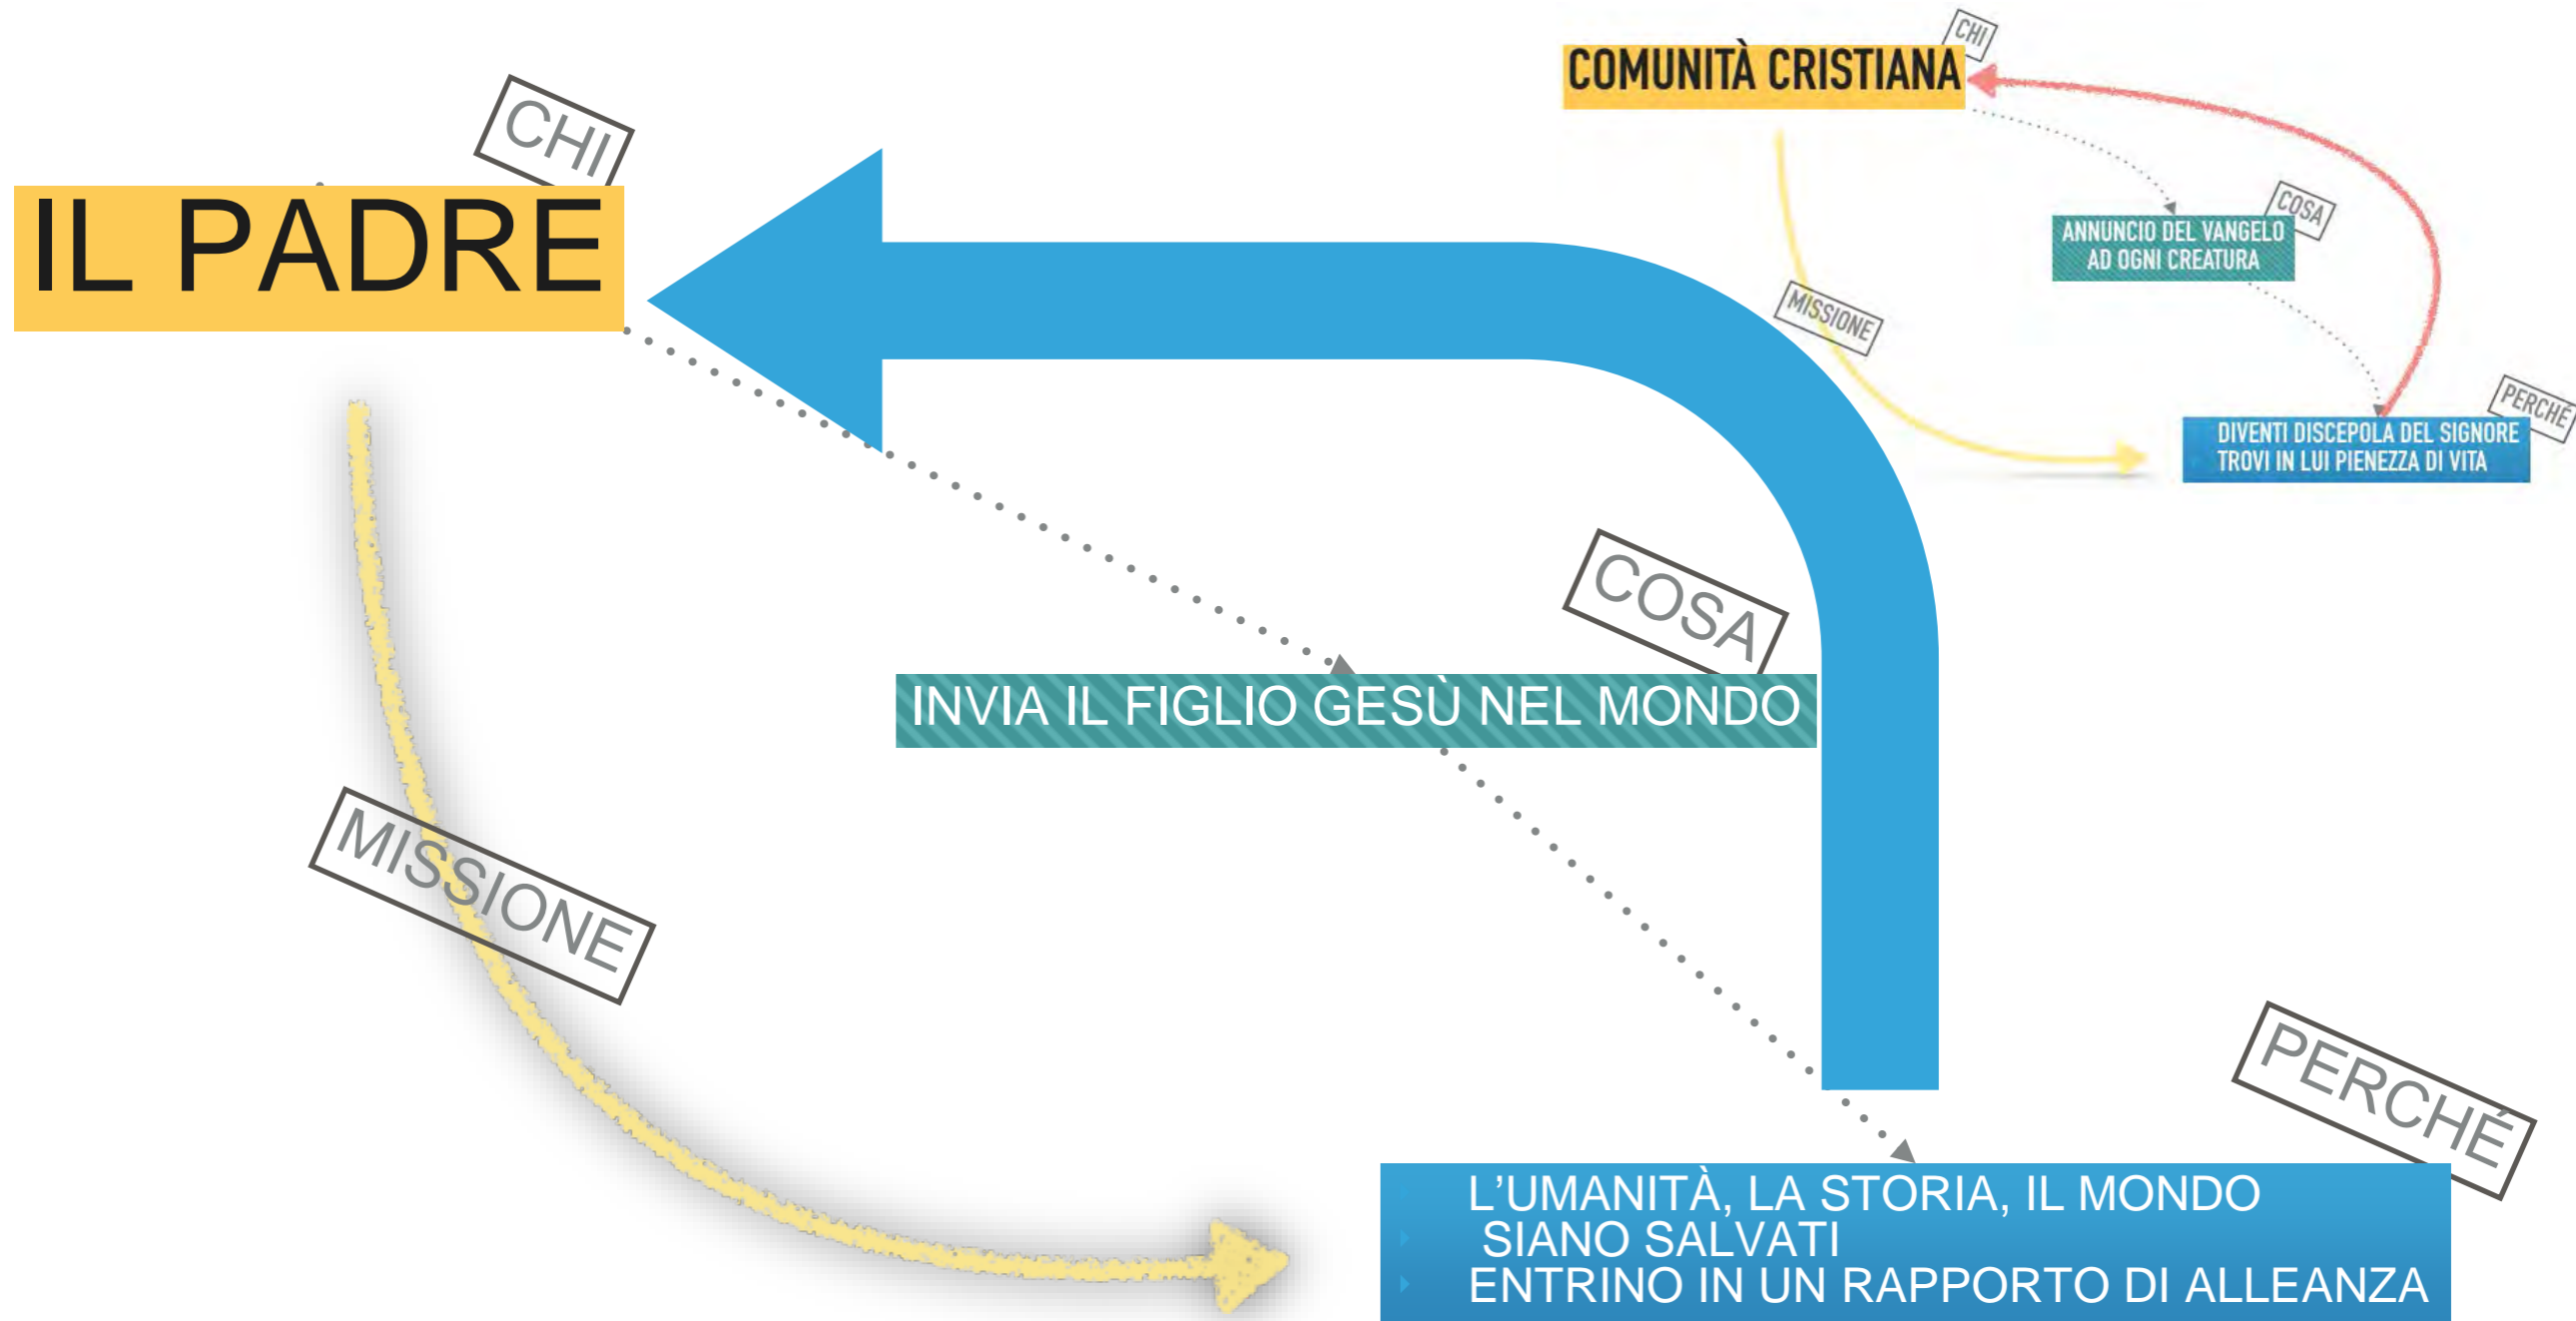 CHI
IL PADRE
MISSIONE
COSA
INVIA IL FIGLIO GESÙ NEL MONDO
PERCHÉ
L'UMANITÀ, LA STORIA, IL MONDO
SIANO SALVATI
ENTRINO IN UN RAPPORTO DI ALLEANZA
CHI
COMUNITÀ CRISTIANA
COSA
ANNUNCIO DEL VANGELO
AD OGNI CREATURA
MISSIONE
PERCHÉ
DIVENTI DISCEPOLA DEL SIGNORE
TROVI IN LUI PIENEZZA DI VITA